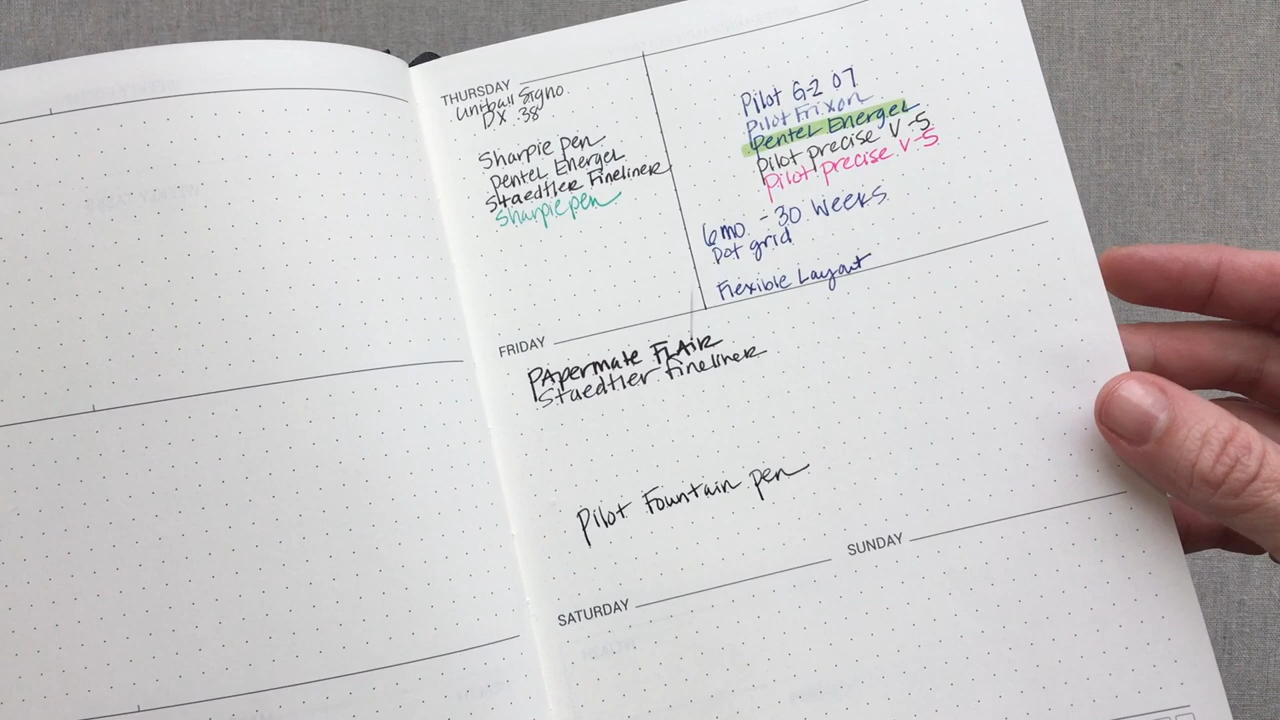 THURSDAY
uniball Signo
DX .38
Sharpie Pen
Pentel Energel
Staedtler Fineliner
Sharpie pen
Pilot G-2 07
Pilot Frixon
Pentel Energel
Pilot precise V-5
Pilot precise V-5
6mo. - 30 weeks
Dot grid
Flexible Layout
FRIDAY
PApermate FLAIR
Staedtler Fineliner
Pilot Fountain pen
SUNDAY
SATURDAY